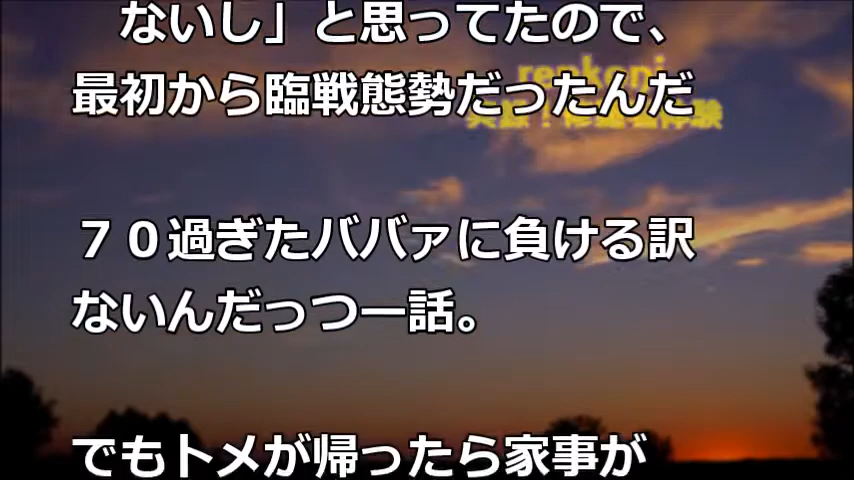 ないし」と思ってたので、
renkoni
最初から臨戦態勢だったんだ
７０過ぎたババァに負ける訳
ないんだっつー話。
でもトメが帰ったら家事が